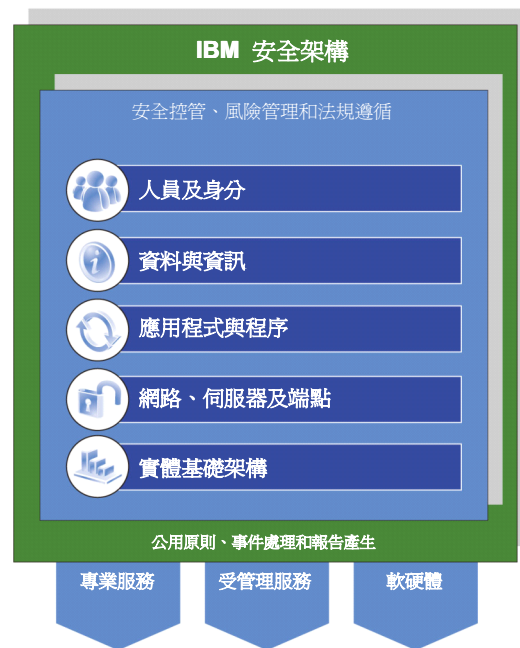 IBM 安全架構
安全控管、風險管理和法規遵循
人員及身分
資料與資訊
應用程式與程序
網路、伺服器及端點
實體基礎架構
公用原則、事件處理和報告產生
專業服務
受管理服務
軟硬體